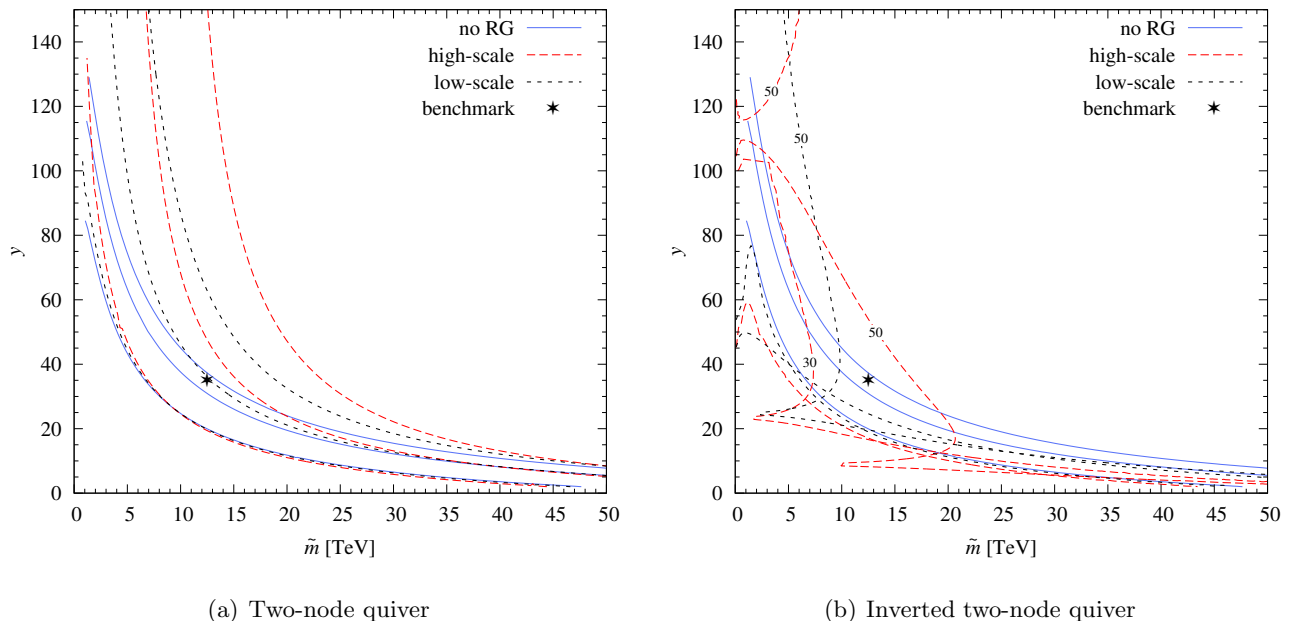 no RG
high-scale
low-scale
benchmark
y
140
120
100
80
60
40
20
0
0 5 10 15 20 25 30 35 40 45 50
m̃ [TeV]
(a) Two-node quiver
no RG
high-scale
low-scale
benchmark
y
140
120
100
80
60
40
20
0
50
50
50
30
0 5 10 15 20 25 30 35 40 45 50
m̃ [TeV]
(b) Inverted two-node quiver